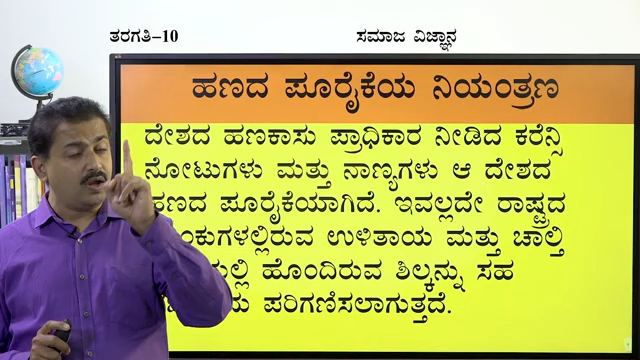 ತರಗತಿ–10 ಸಮಾಜ ವಿಜ್ಞಾನ
ಹಣದ ಪೂರೈಕೆಯ ನಿಯಂತ್ರಣ
ದೇಶದ ಹಣಕಾಸು ಪ್ರಾಧಿಕಾರ ನೀಡಿದ ಕರೆನ್ಸಿ
ನೋಟುಗಳು ಮತ್ತು ನಾಣ್ಯಗಳು ಆ ದೇಶದ
ಹಣದ ಪೂರೈಕೆಯಾಗಿದೆ. ಇವಲ್ಲದೇ ರಾಷ್ಟ್ರದ
ಉಳಿತಾಯ ಮತ್ತು ಚಾಲ್ತಿ
ಹೊಂದಿರುವ ಶಿಲ್ಕನ್ನು ಸಹ
ಪರಿಗಣಿಸಲಾಗುತ್ತದೆ.